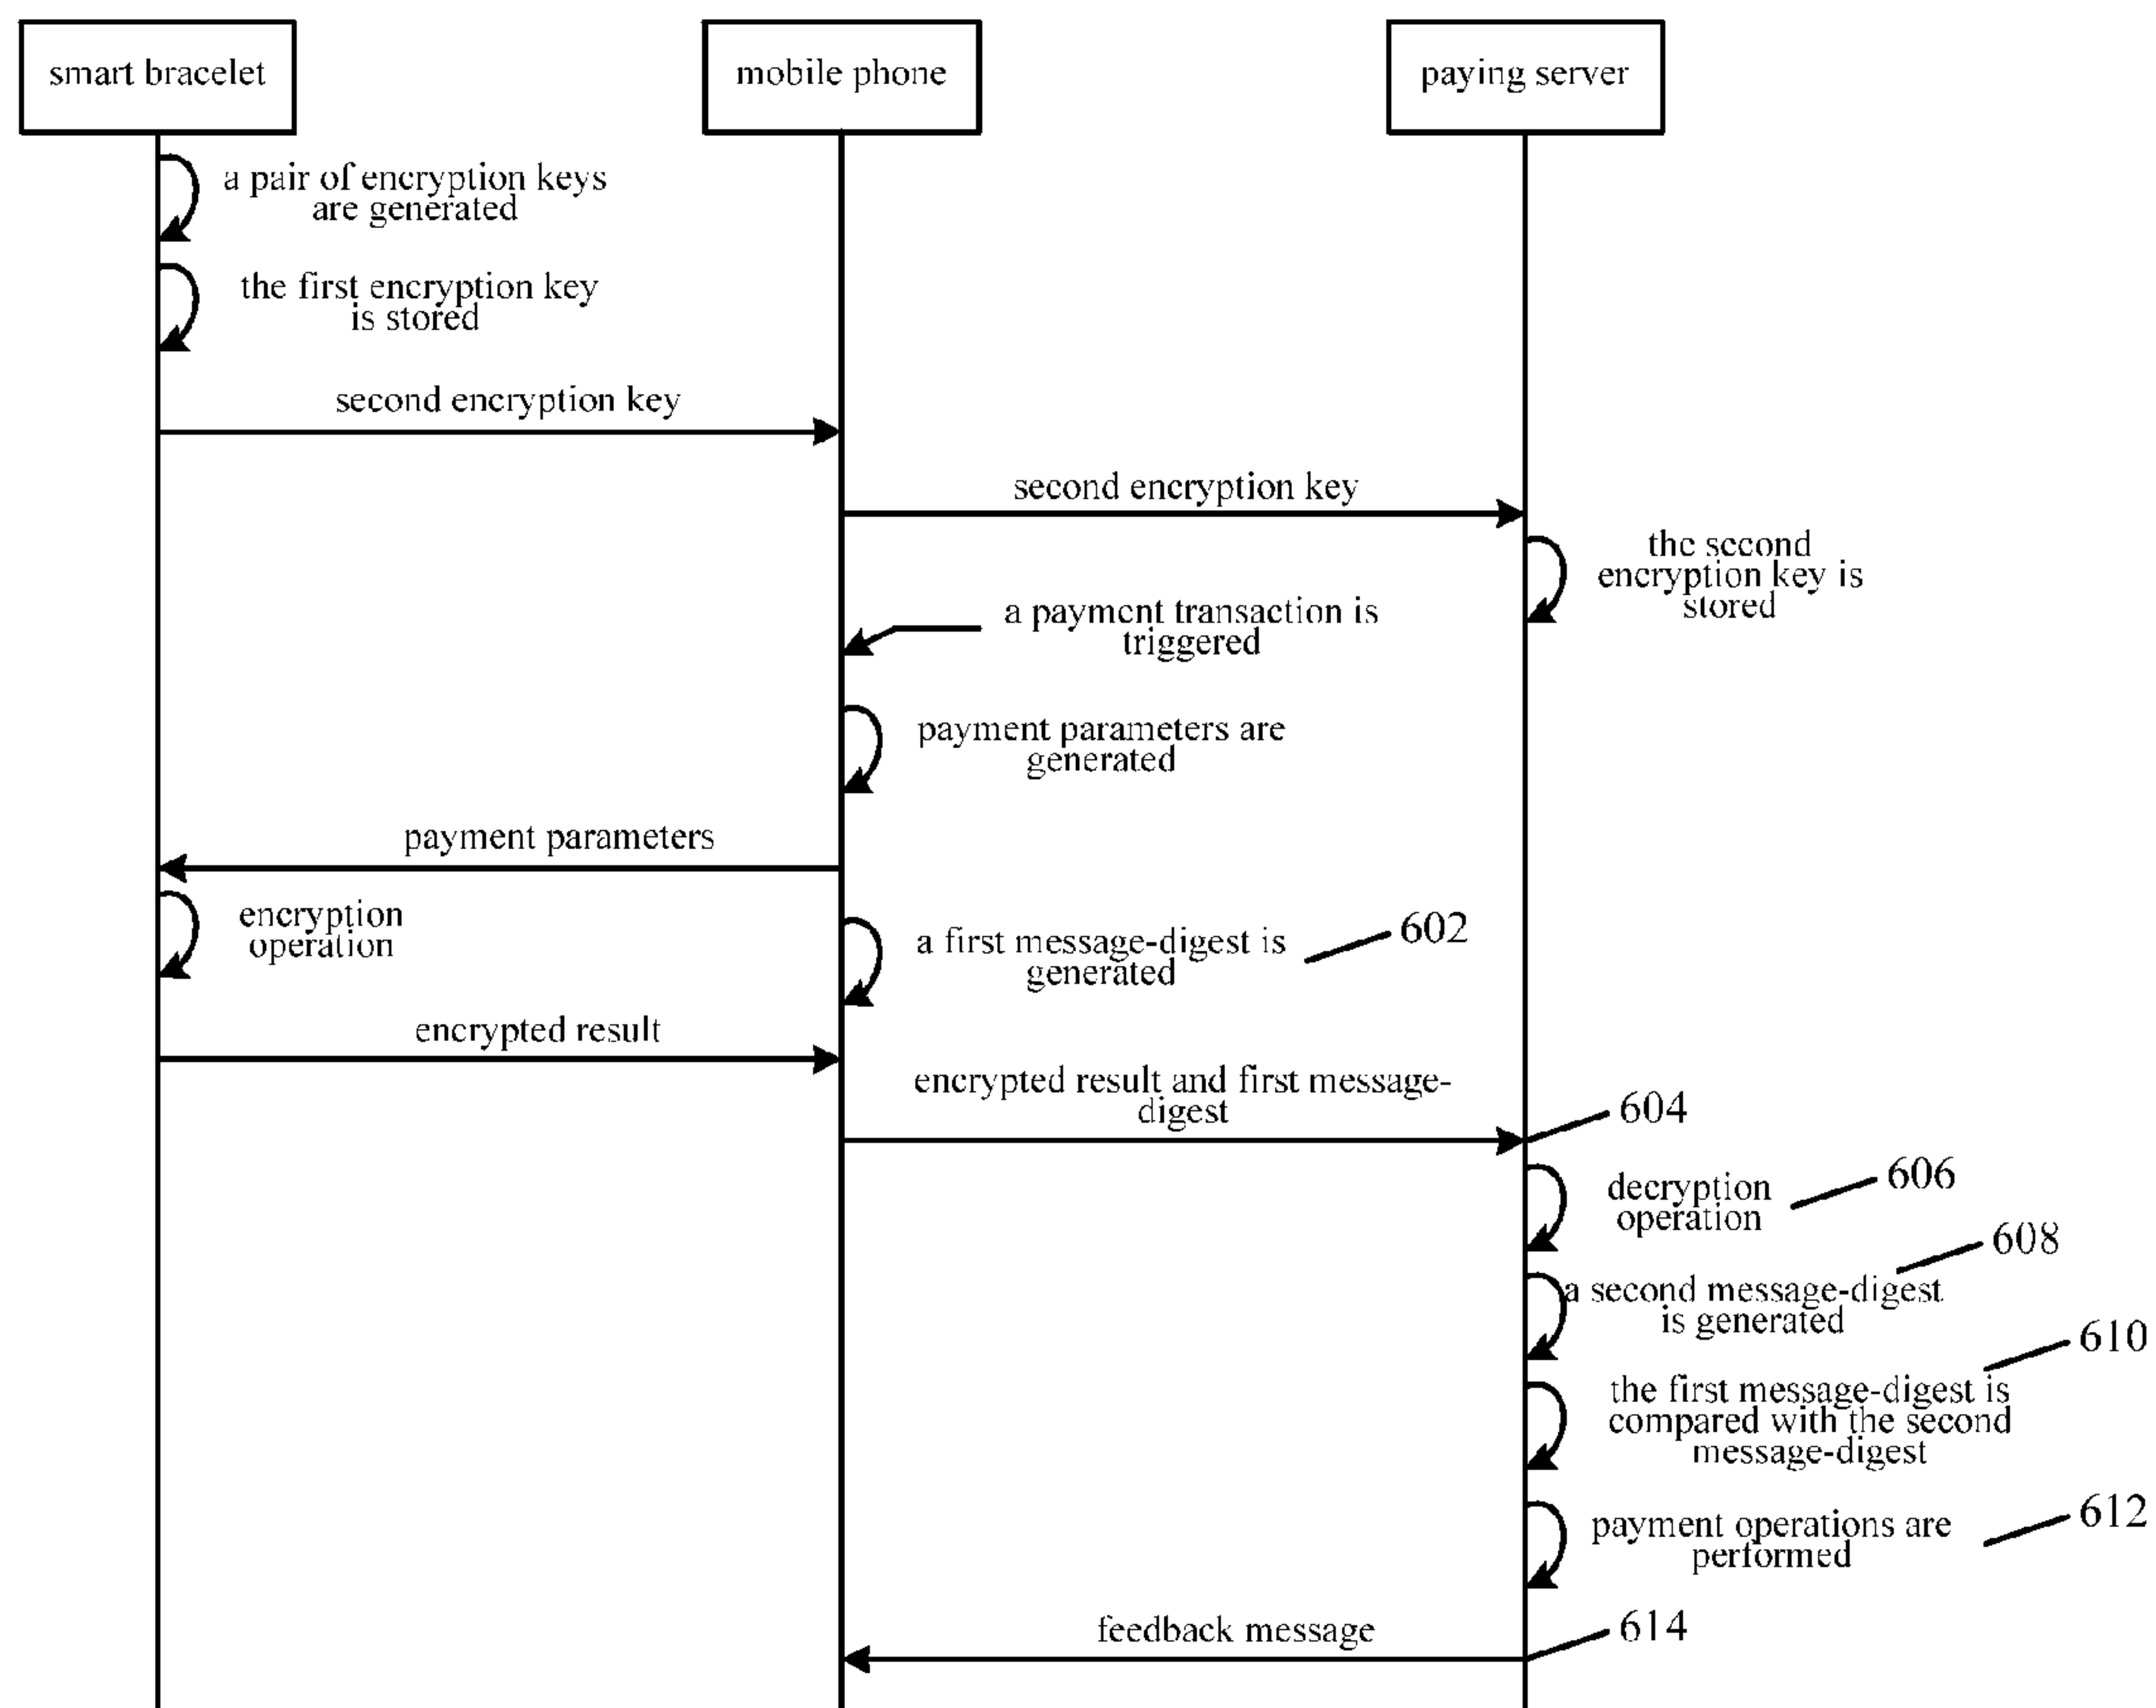 smart bracelet
mobile phone
paying server
a pair of encryption keys
are generated
the first encryption key
is stored
second encryption key
second encryption key
the second
encryption key is
stored
a payment transaction is
triggered
payment parameters are
generated
payment parameters
encryption
operation
a first message-digest is
generated
602
encrypted result
encrypted result and first message-
digest
604
decryption
operation
606
608
a second message-digest
is generated
610
the first message-digest is
compared with the second
message-digest
612
payment operations are
performed
feedback message
614